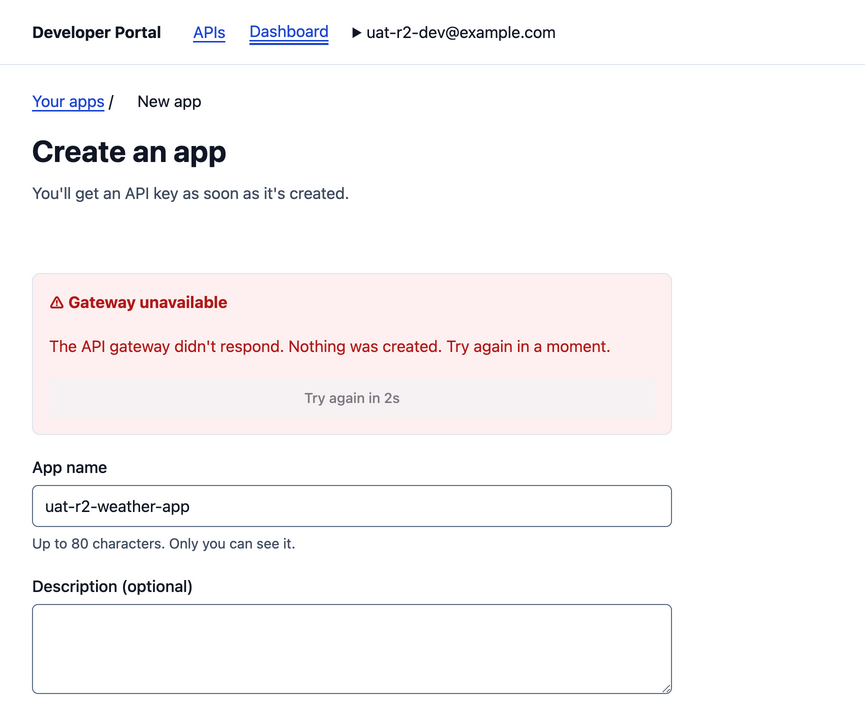 Developer Portal APIs Dashboard ▶ uat-r2-dev@example.com
Your apps / New app
Create an app
You'll get an API key as soon as it's created.
⚠ Gateway unavailable
The API gateway didn't respond. Nothing was created. Try again in a moment.
Try again in 2s
App name
uat-r2-weather-app
Up to 80 characters. Only you can see it.
Description (optional)